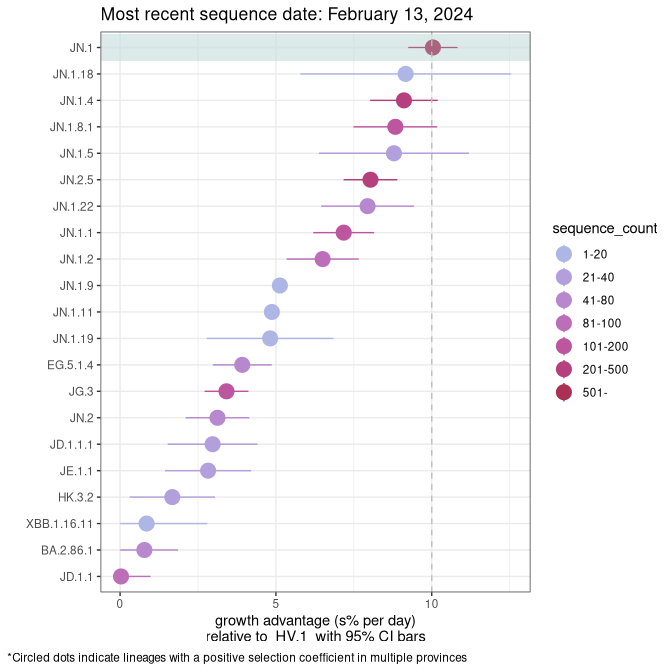 Most recent sequence date: February 13, 2024
JN.1
JN.1.18
JN.1.4
JN.1.8.1
JN.1.5
JN.2.5
JN.1.22
JN.1.1
JN.1.2
JN.1.9
JN.1.11
JN.1.19
EG.5.1.4
JG.3
JN.2
JD.1.1.1
JE.1.1
HK.3.2
XBB.1.16.11
BA.2.86.1
JD.1.1
0 5 10
growth advantage (s% per day)
relative to HV.1 with 95% CI bars
sequence_count
1-20
21-40
41-80
81-100
101-200
201-500
501-
*Circled dots indicate lineages with a positive selection coefficient in multiple provinces